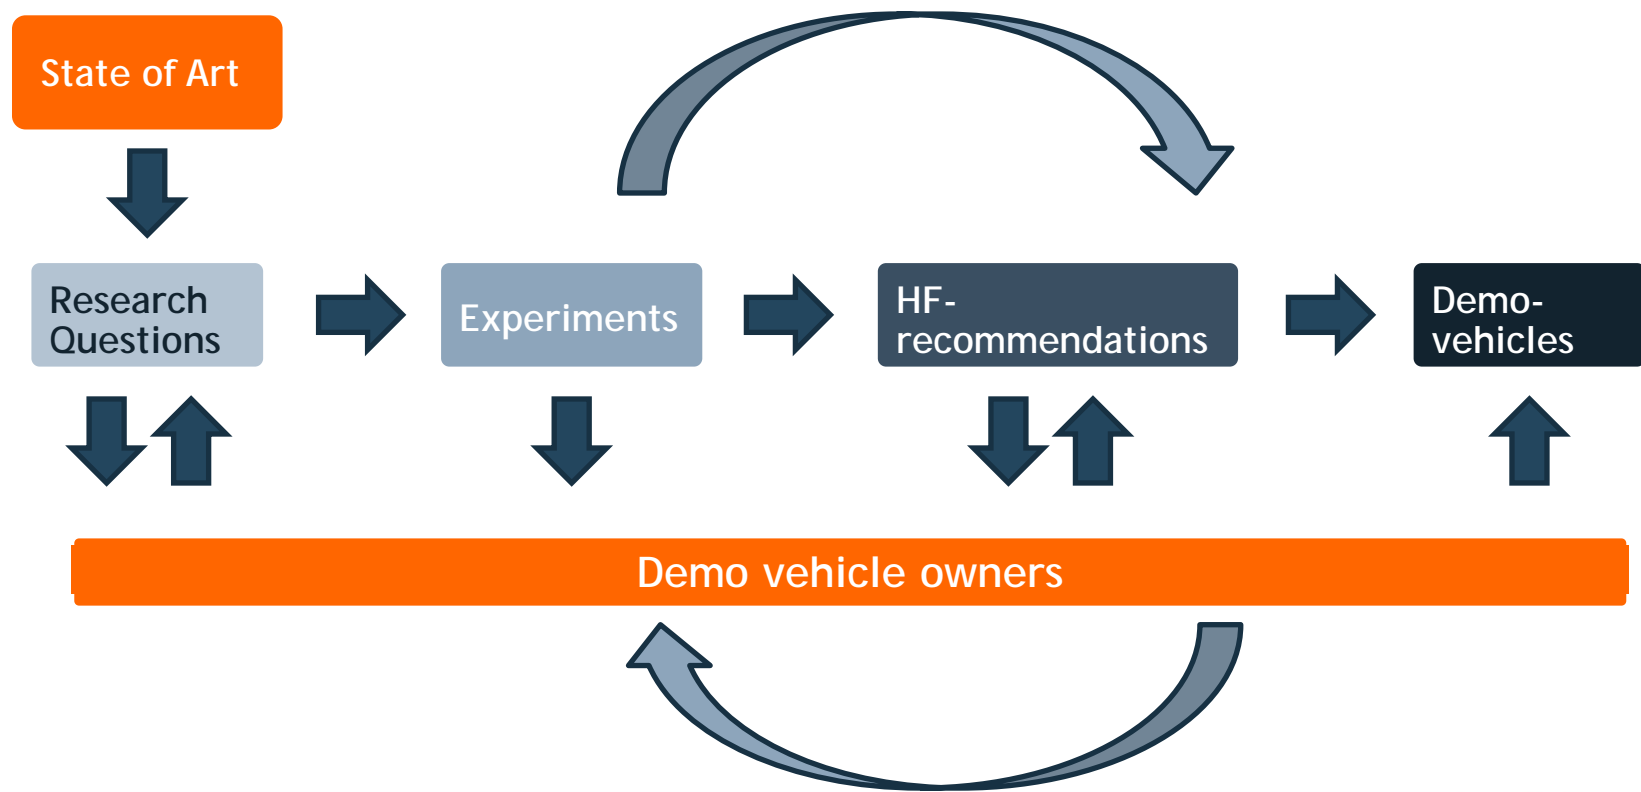 State of Art
Research
Questions
Experiments
HF-
recommendations
Demo-
vehicles
Demo vehicle owners